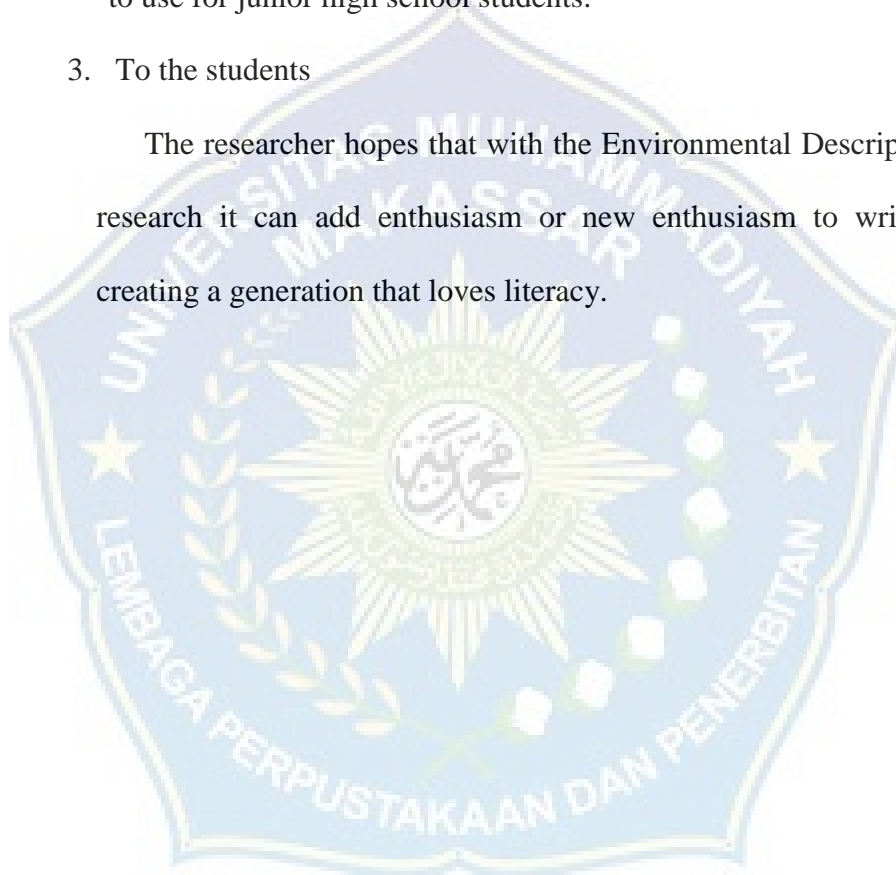 to use for junior high school students.
3. To the students
The researcher hopes that with the Environmental Descrip
research it can add enthusiasm or new enthusiasm to wri
creating a generation that loves literacy.
UNIVERSITAS MUHAMMADIYAH
MAKASSAR
LEMBAGA PERPUSTAKAAN DAN PENERBITAN